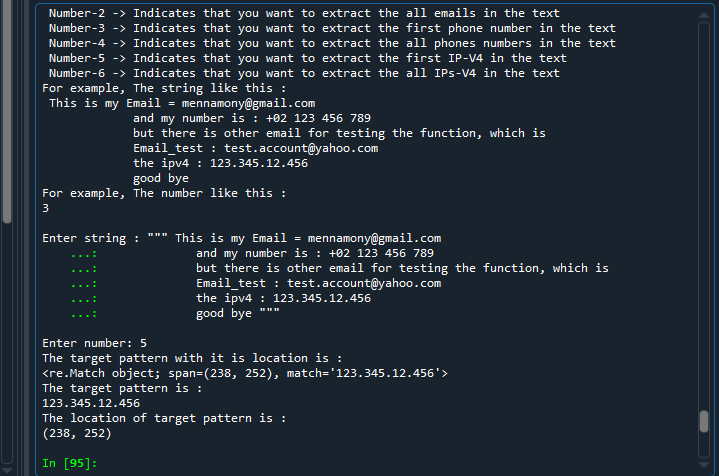 Number-2 -> Indicates that you want to extract the all emails in the text
Number-3 -> Indicates that you want to extract the first phone number in the text
Number-4 -> Indicates that you want to extract the all phones numbers in the text
Number-5 -> Indicates that you want to extract the first IP-V4 in the text
Number-6 -> Indicates that you want to extract the all IPs-V4 in the text
For example, The string like this :
This is my Email = mennamony@gmail.com
and my number is : +02 123 456 789
but there is other email for testing the function, which is
Email_test : test.account@yahoo.com
the ipv4 : 123.345.12.456
good bye
For example, The number like this :
3
Enter string : """ This is my Email = mennamony@gmail.com
...: and my number is : +02 123 456 789
...: but there is other email for testing the function, which is
...: Email_test : test.account@yahoo.com
...: the ipv4 : 123.345.12.456
...: good bye """
Enter number: 5
The target pattern with it is location is :
<re.Match object; span=(238, 252), match='123.345.12.456'>
The target pattern is :
123.345.12.456
The location of target pattern is :
(238, 252)
In [95]: